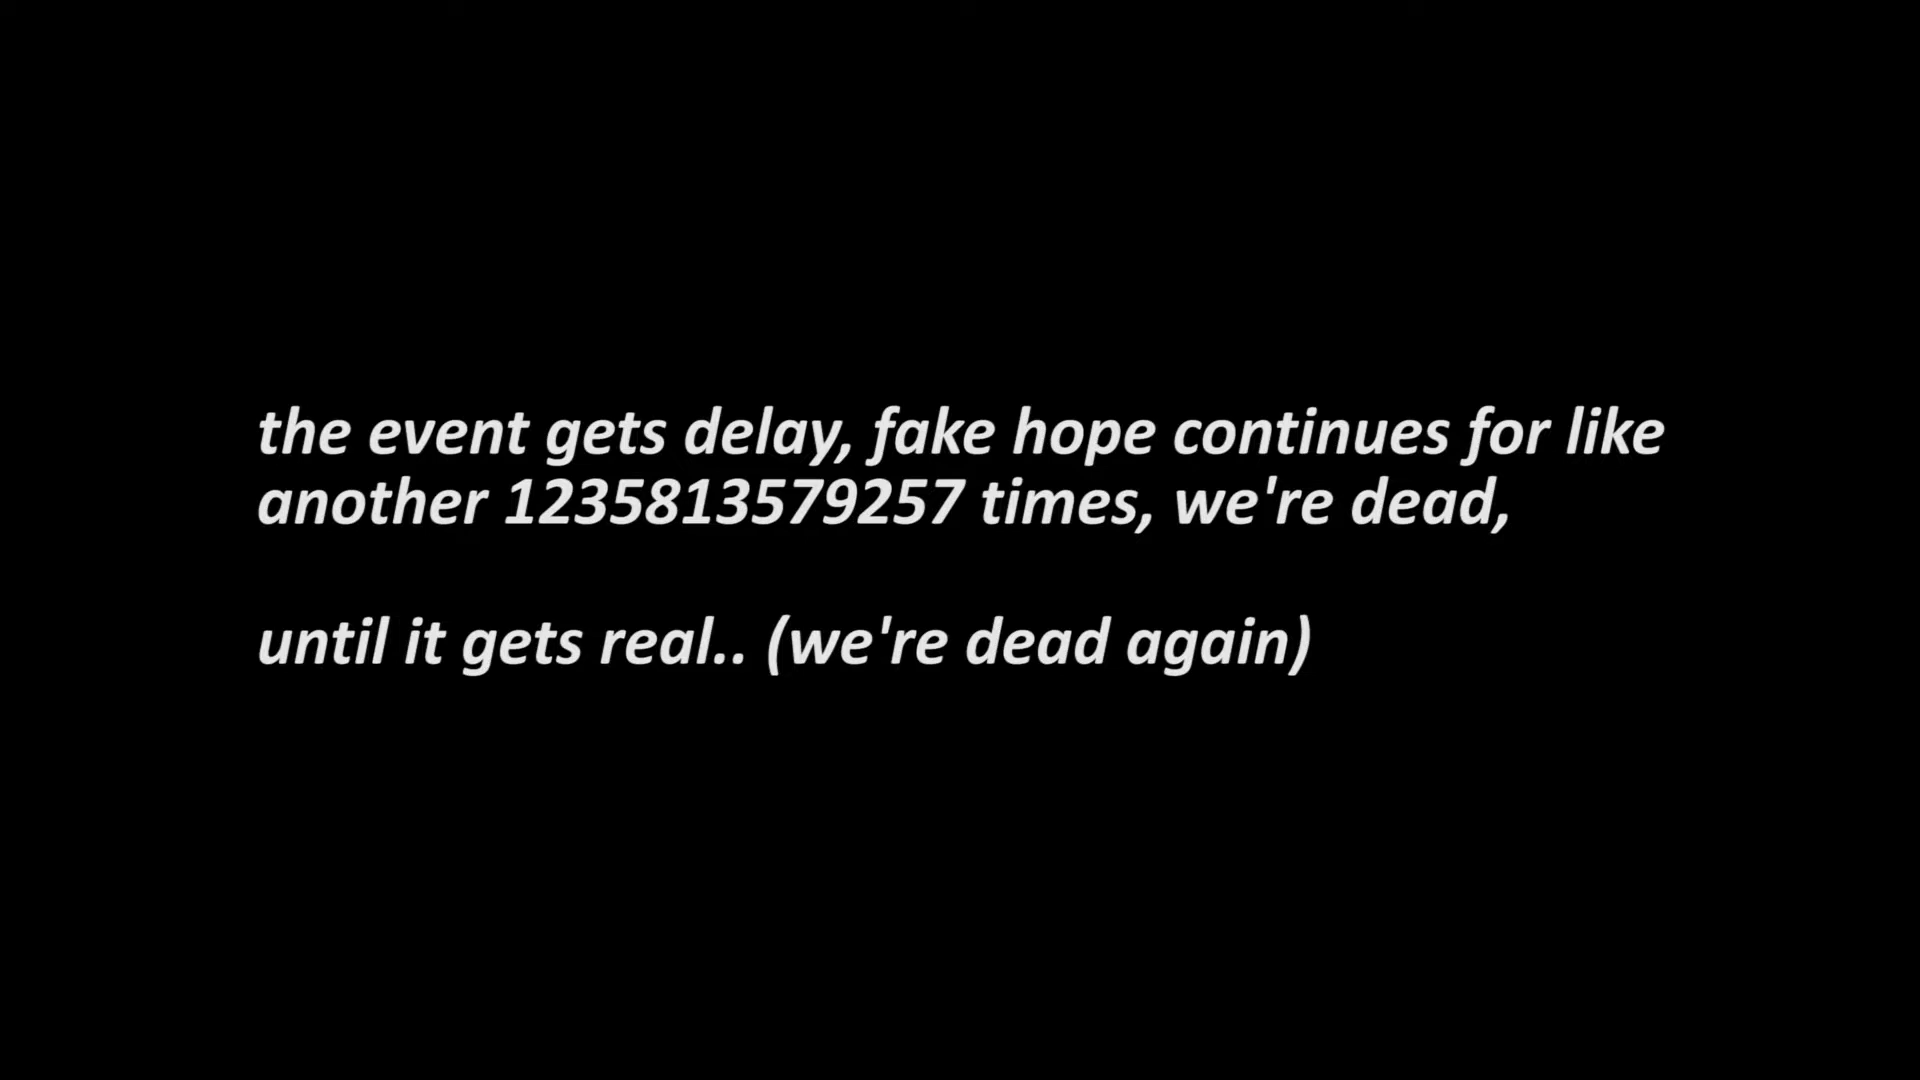 the event gets delay, fake hope continues for like
another 1235813579257 times, we're dead,
until it gets real.. (we're dead again)